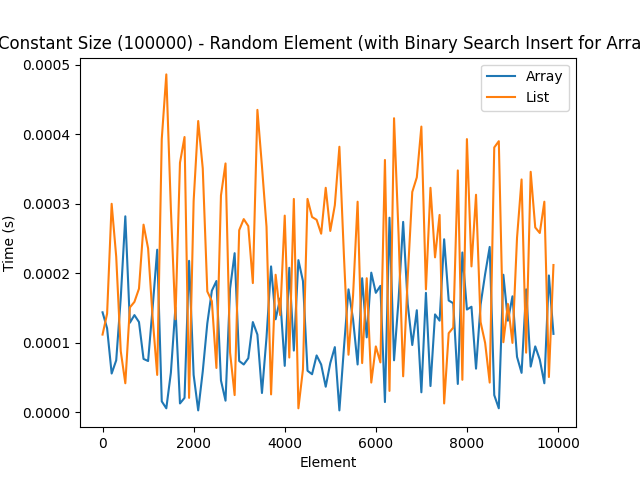 Constant Size (100000) - Random Element (with Binary Search Insert for Arra
0.0005
0.0004
0.0003
0.0002
0.0001
0.0000
Time (s)
Array
List
0 2000 4000 6000 8000 10000
Element